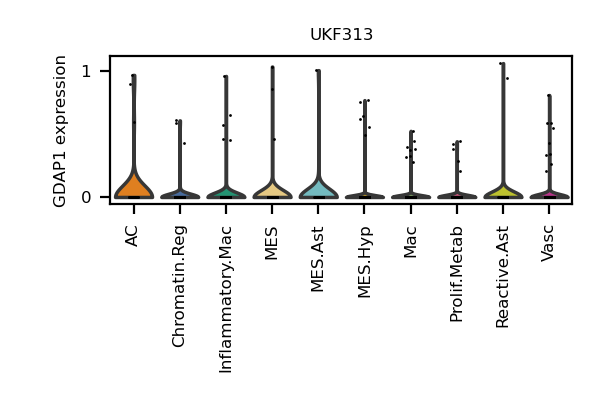 UKF313
GDAP1 expression
1
0
AC
Chromatin.Reg
Inflammatory.Mac
MES
MES.Ast
MES.Hyp
Mac
Prolif.Metab
Reactive.Ast
Vasc